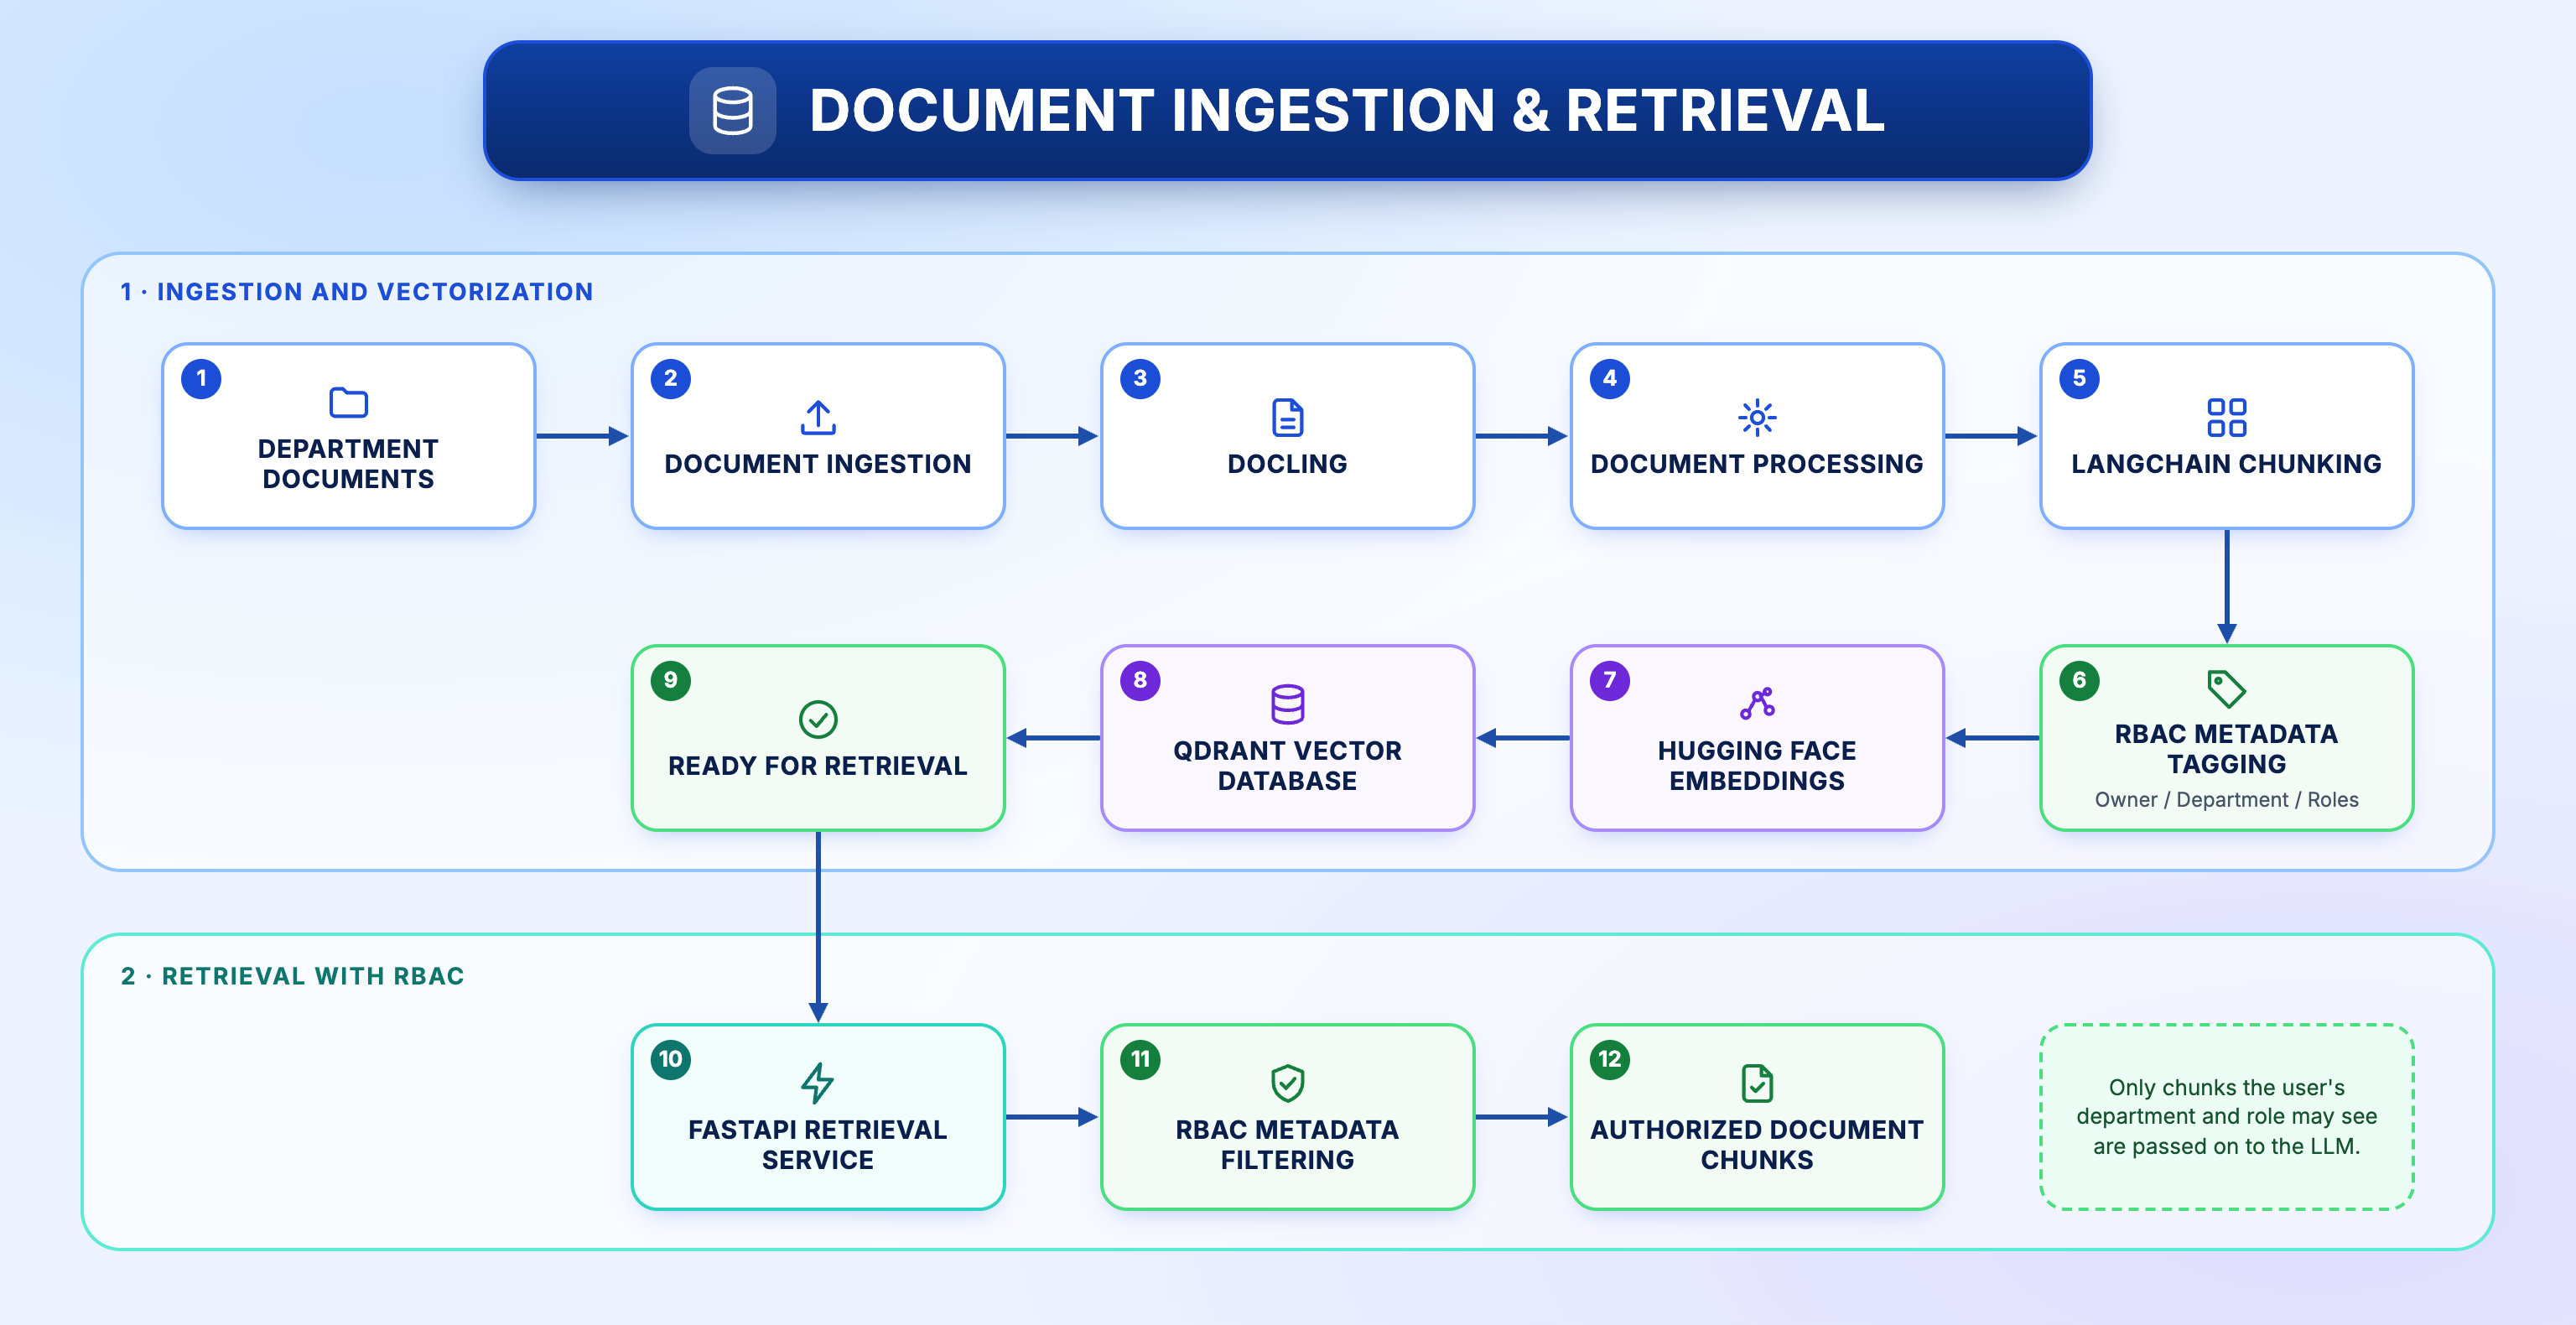 DOCUMENT INGESTION & RETRIEVAL
1 · INGESTION AND VECTORIZATION
1
DEPARTMENT
DOCUMENTS
2
DOCUMENT INGESTION
3
DOCLING
4
DOCUMENT PROCESSING
5
LANGCHAIN CHUNKING
6
RBAC METADATA
TAGGING
Owner / Department / Roles
7
HUGGING FACE
EMBEDDINGS
8
QDRANT VECTOR
DATABASE
9
READY FOR RETRIEVAL
2 · RETRIEVAL WITH RBAC
10
FASTAPI RETRIEVAL
SERVICE
11
RBAC METADATA
FILTERING
12
AUTHORIZED DOCUMENT
CHUNKS
Only chunks the user's
department and role may see
are passed on to the LLM.